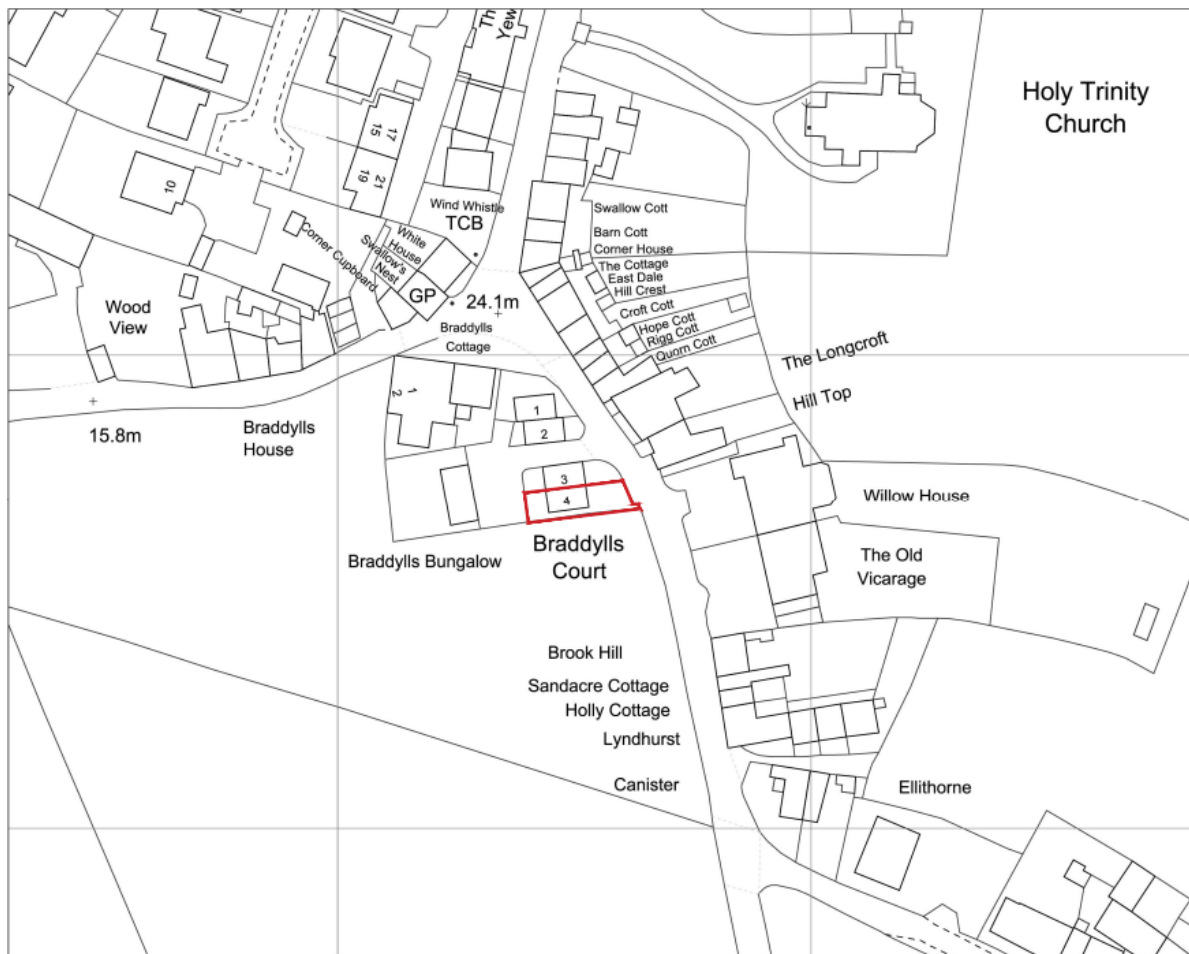 Th
Yew
Holy Trinity
Church
17
15
21
19
10
Wind Whistle
TCB
Swallow Cott
Barn Cott
Corner House
The Cottage
East Dale
Hill Crest
White
House
Swallow's
Nest
Corner Cupboard
GP
24.1m
Croft Cott
Hope Cott
Rigg Cott
Quorn Cott
Wood
View
Braddylls
Cottage
The Longcroft
Hill Top
1
2
1
2
15.8m
Braddylls
House
3
4
Willow House
Braddylls Bungalow
Braddylls
Court
The Old
Vicarage
Brook Hill
Sandacre Cottage
Holly Cottage
Lyndhurst
Canister
Ellithorne